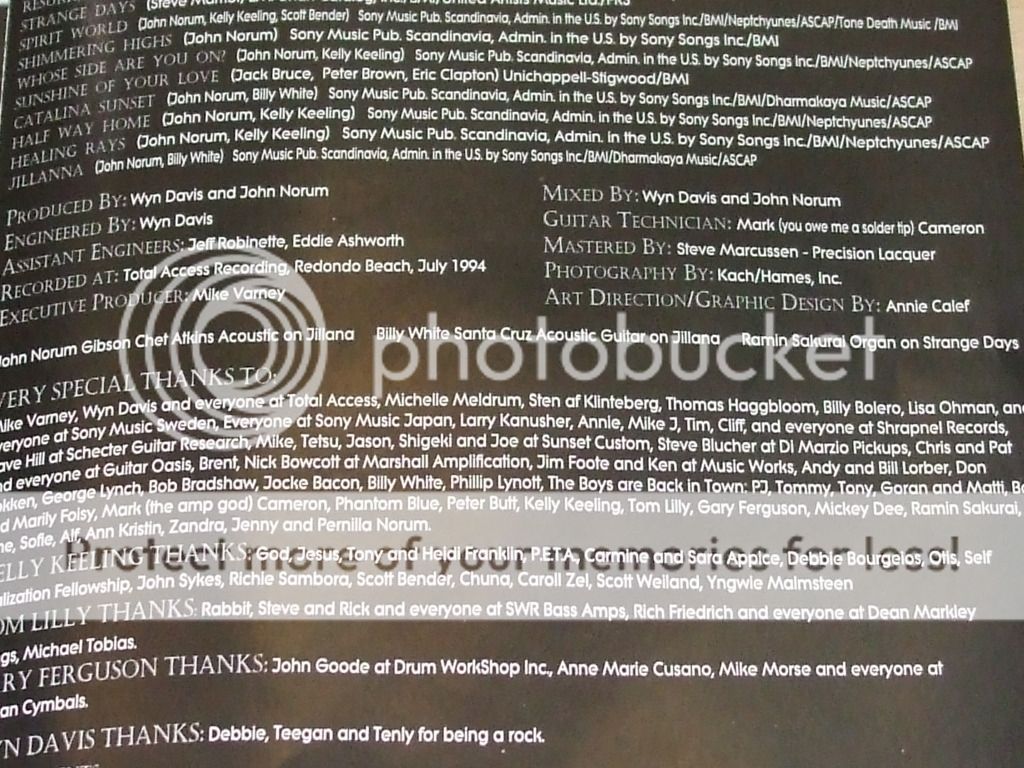 STRANGE DAYS
SPIRIT WORLD (John Norum, Kelly Keeling, Scott Bender) Sony Music Pub. Scandinavia, Admin. in the U.S. by Sony Songs Inc./BMI/Neptchyunes/ASCAP/Tone Death Music /BMI
SHIMMERING HIGHS (John Norum) Sony Music Pub. Scandinavia, Admin. in the U.S. by Sony Songs Inc./BMI
WHOSE SIDE ARE YOU ON? (John Norum, Kelly Keeling) Sony Music Pub. Scandinavia, Admin. in the U.S. by Sony Songs Inc./BMI/Neptchyunes/ASCAP
SUNSHINE OF YOUR LOVE (Jack Bruce, Peter Brown, Eric Clapton) Unichappell-Stigwood/BMI
CATALINA SUNSET (John Norum, Billy White) Sony Music Pub. Scandinavia, Admin. in the U.S. by Sony Songs Inc./BMI/Dharmakaya Music/ASCAP
HALF WAY HOME (John Norum, Kelly Keeling) Sony Music Pub. Scandinavia, Admin. in the U.S. by Sony Songs Inc./BMI/Neptchyunes/ASCAP
HEALING RAYS (John Norum, Kelly Keeling) Sony Music Pub. Scandinavia, Admin. in the U.S. by Sony Songs Inc./BMI/Neptchyunes/ASCAP
JILLANNA (John Norum, Billy White) Sony Music Pub. Scandinavia, Admin. in the U.S. by Sony Songs Inc./BMI/Dharmakaya Music/ASCAP
PRODUCED BY: Wyn Davis and John Norum
ENGINEERED BY: Wyn Davis
ASSISTANT ENGINEERS: Jeff Robinette, Eddie Ashworth
RECORDED AT: Total Access Recording, Redondo Beach, July 1994
EXECUTIVE PRODUCER: Mike Varney
MIXED BY: Wyn Davis and John Norum
GUITAR TECHNICIAN: Mark (you owe me a solder tip) Cameron
MASTERED BY: Steve Marcussen - Precision Lacquer
PHOTOGRAPHY BY: Kach/Hames, Inc.
ART DIRECTION/GRAPHIC DESIGN BY: Annie Calef
John Norum Gibson Chet Atkins Acoustic on Jillana Billy White Santa Cruz Acoustic Guitar on Jillana Ramin Sakurai Organ on Strange Days
VERY SPECIAL THANKS TO:
Mike Varney, Wyn Davis and everyone at Total Access, Michelle Meldrum, Sten af Klinteberg, Thomas Haggbloom, Billy Bolero, Lisa Ohman, and
everyone at Sony Music Sweden, Everyone at Sony Music Japan, Larry Kanusher, Annie, Mike J, Tim, Cliff, and everyone at Shrapnel Records,
ave Hill at Schecter Guitar Research, Mike, Tetsu, Jason, Shigeki and Joe at Sunset Custom, Steve Blucher at Di Marzio Pickups, Chris and Pat
nd everyone at Guitar Oasis, Brent, Nick Bowcott at Marshall Amplification, Jim Foote and Ken at Music Works, Andy and Bill Lorber, Don
okken, George Lynch, Bob Bradshaw, Jocke Bacon, Billy White, Phillip Lynott, The Boys are Back in Town: PJ, Tommy, Tony, Goran and Matti,
d Marily Folsy, Mark (the amp god) Cameron, Phantom Blue, Peter Butt, Kelly Keeling, Tom Lilly, Gary Ferguson, Mickey Dee, Ramin Sakurai,
ne, Sofie, Alf, Ann Kristin, Zandra, Jenny and Pernilla Norum.
ELLY KEELING THANKS: God, Jesus, Tony and Heidi Franklin, P.E.T.A, Carmine and Sara Appice, Debbie Bourgelos, Otis, Self
lization Fellowship, John Sykes, Richie Sambora, Scott Bender, Chuna, Caroll Zel, Scott Weiland, Yngwie Malmsteen
OM LILLY THANKS: Rabbit, Steve and Rick and everyone at SWR Bass Amps, Rich Friedrich and everyone at Dean Markley
gs, Michael Tobias.
RY FERGUSON THANKS: John Goode at Drum WorkShop Inc., Anne Marie Cusano, Mike Morse and everyone at
an Cymbals.
YN DAVIS THANKS: Debbie, Teegan and Tenly for being a rock.
photobucket
more of your memories for less!